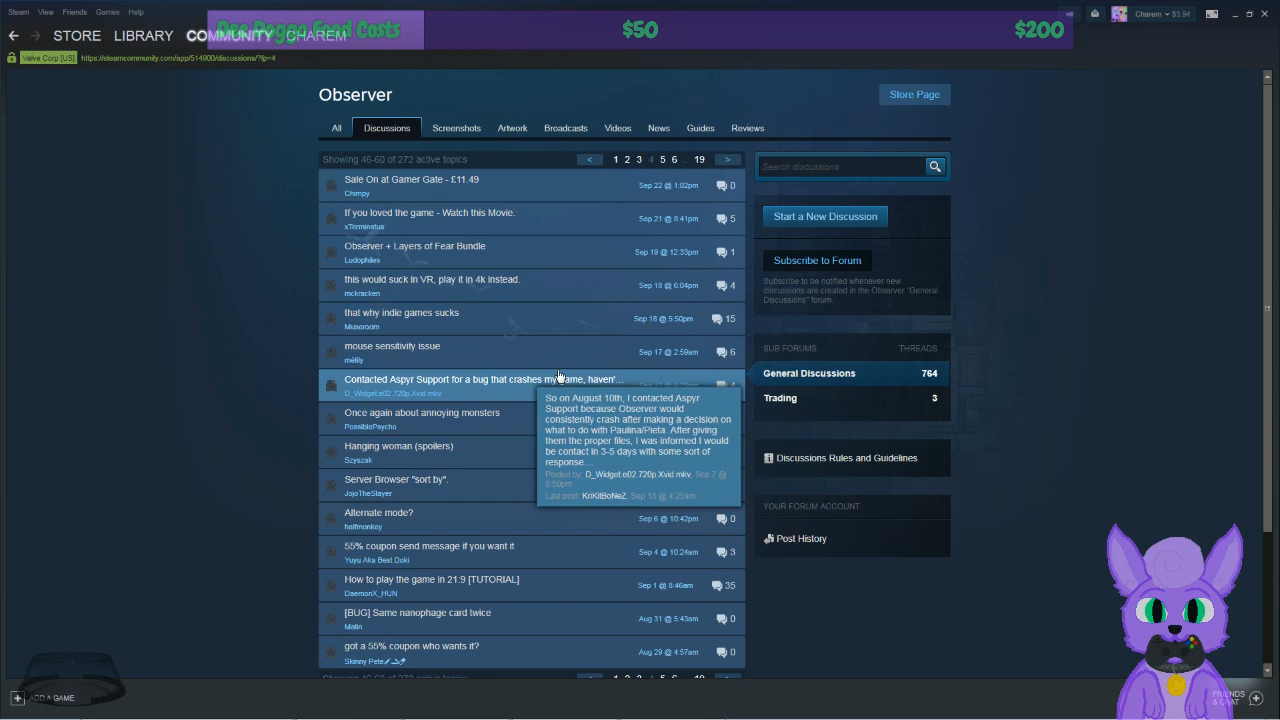 Steam View Friends Games Help
Dog Doggo Food Costs
$50
$200
Charem ▾ $3.94
STORE LIBRARY COMMUNITY CHAREM
Valve Corp [US] https://steamcommunity.com/app/514900/discussions/?fp=4
Observer
Store Page
All Discussions Screenshots Artwork Broadcasts Videos News Guides Reviews
Showing 46-60 of 272 active topics
< 1 2 3 4 5 6 ... 19 >
Search discussions
Sale On at Gamer Gate - £11.49
Chimpy
Sep 22 @ 1:02pm 0
If you loved the game - Watch this Movie.
xTerminatus
Sep 21 @ 8:41pm 5
Observer + Layers of Fear Bundle
Ludophiles
Sep 19 @ 12:33pm 1
this would suck in VR, play it in 4k instead.
mckracken
Sep 18 @ 6:04pm 4
that why indie games sucks
Museroom
Sep 18 @ 5:50pm 15
mouse sensitivity issue
mélily
Sep 17 @ 2:59am 6
Contacted Aspyr Support for a bug that crashes my game, haven'...
D_Widget.e02.720p.Xvid.mkv
So on August 10th, I contacted Aspyr
Support because Observer would
consistently crash after making a decision on
what to do with Paulina/Pieta. After giving
them the proper files, I was informed I would
be contact in 3-5 days with some sort of
response....
Posted by: D_Widget.e02.720p.Xvid.mkv, Sep 7 @
8:50pm
Last post: KriKitBoNeZ, Sep 13 @ 4:25am
Once again about annoying monsters
PossiblePsycho
Hanging woman (spoilers)
Szyszak
Server Browser "sort by".
JojoTheSlayer
Alternate mode?
halfmonkey
Sep 6 @ 10:42pm 0
55% coupon send message if you want it
Yuyu Aka Best Doki
Sep 4 @ 10:24am 3
How to play the game in 21:9 [TUTORIAL]
DaemonX_HUN
Sep 1 @ 8:46am 35
[BUG] Same nanophage card twice
Malin
Aug 31 @ 5:43am 0
got a 55% coupon who wants it?
Skinny Pete
Aug 29 @ 4:57am 0
Showing 46-60 of 272 active topics
< 1 2 3 4 5 6 ... 19 >
Start a New Discussion
Subscribe to Forum
Subscribe to be notified whenever new
discussions are created in the Observer "General
Discussions" forum.
SUB FORUMS THREADS
General Discussions 764
Trading 3
Discussions Rules and Guidelines
YOUR FORUM ACCOUNT
Post History
ADD A GAME
FRIENDS
& CHAT